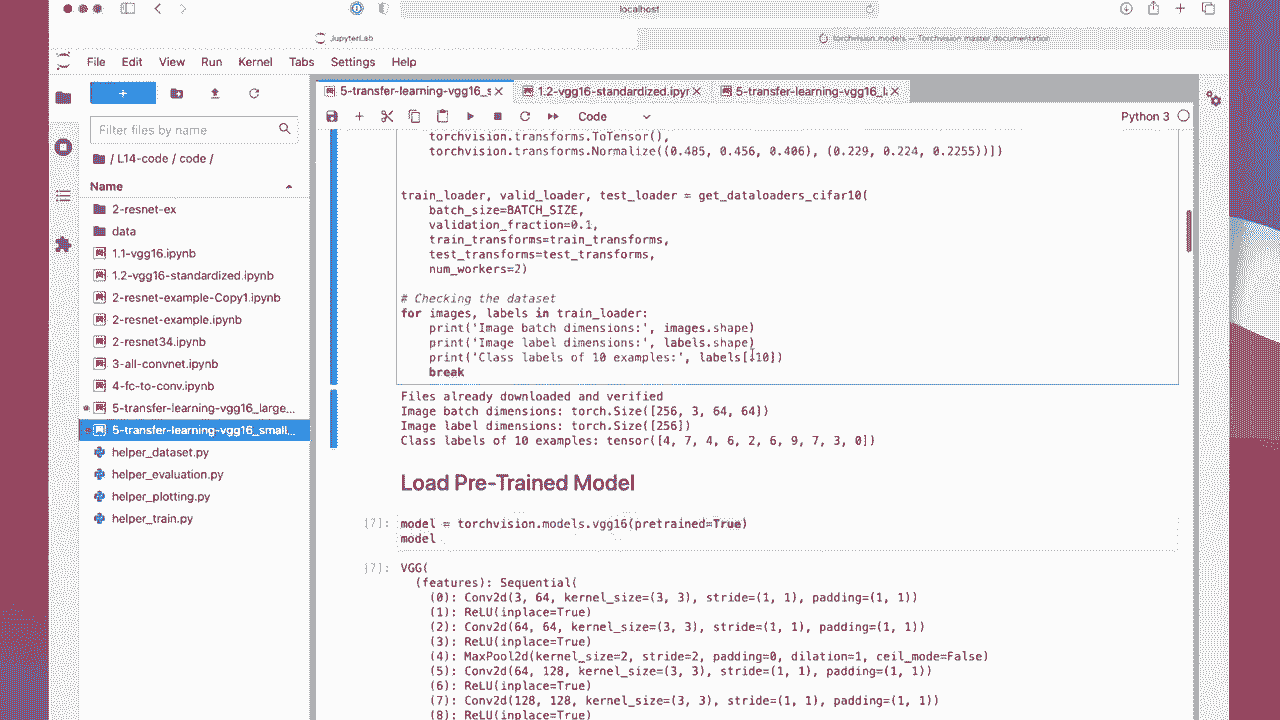 localhost
JupyterLab
torchvision.models — Torchvision master documentation
File Edit View Run Kernel Tabs Settings Help
5-transfer-learning-vgg16_s
1.2-vgg16-standardized.ipyn
5-transfer-learning-vgg16_l
Code
Python 3
Filter files by name
/ L14-code / code /
Name
2-resnet-ex
data
1.1-vgg16.ipynb
1.2-vgg16-standardized.ipynb
2-resnet-example-Copy1.ipynb
2-resnet-example.ipynb
2-resnet34.ipynb
3-all-convnet.ipynb
4-fc-to-conv.ipynb
5-transfer-learning-vgg16_large...
5-transfer-learning-vgg16_small...
helper_dataset.py
helper_evaluation.py
helper_plotting.py
helper_train.py
torchvision.transforms.ToTensor(),
torchvision.transforms.Normalize((0.485, 0.456, 0.406), (0.229, 0.224, 0.2255))])
train_loader, valid_loader, test_loader = get_dataloaders_cifar10(
batch_size=BATCH_SIZE,
validation_fraction=0.1,
train_transforms=train_transforms,
test_transforms=test_transforms,
num_workers=2)
# Checking the dataset
for images, labels in train_loader:
print('Image batch dimensions:', images.shape)
print('Image label dimensions:', labels.shape)
print('Class labels of 10 examples:', labels[:10])
break
Files already downloaded and verified
Image batch dimensions: torch.Size([256, 3, 64, 64])
Image label dimensions: torch.Size([256])
Class labels of 10 examples: tensor([4, 7, 4, 6, 2, 6, 9, 7, 3, 0])
Load Pre-Trained Model
[7]: model = torchvision.models.vgg16(pretrained=True)
model
[7]: VGG(
(features): Sequential(
(0): Conv2d(3, 64, kernel_size=(3, 3), stride=(1, 1), padding=(1, 1))
(1): ReLU(inplace=True)
(2): Conv2d(64, 64, kernel_size=(3, 3), stride=(1, 1), padding=(1, 1))
(3): ReLU(inplace=True)
(4): MaxPool2d(kernel_size=2, stride=2, padding=0, dilation=1, ceil_mode=False)
(5): Conv2d(64, 128, kernel_size=(3, 3), stride=(1, 1), padding=(1, 1))
(6): ReLU(inplace=True)
(7): Conv2d(128, 128, kernel_size=(3, 3), stride=(1, 1), padding=(1, 1))
(8): ReLU(inplace=True)